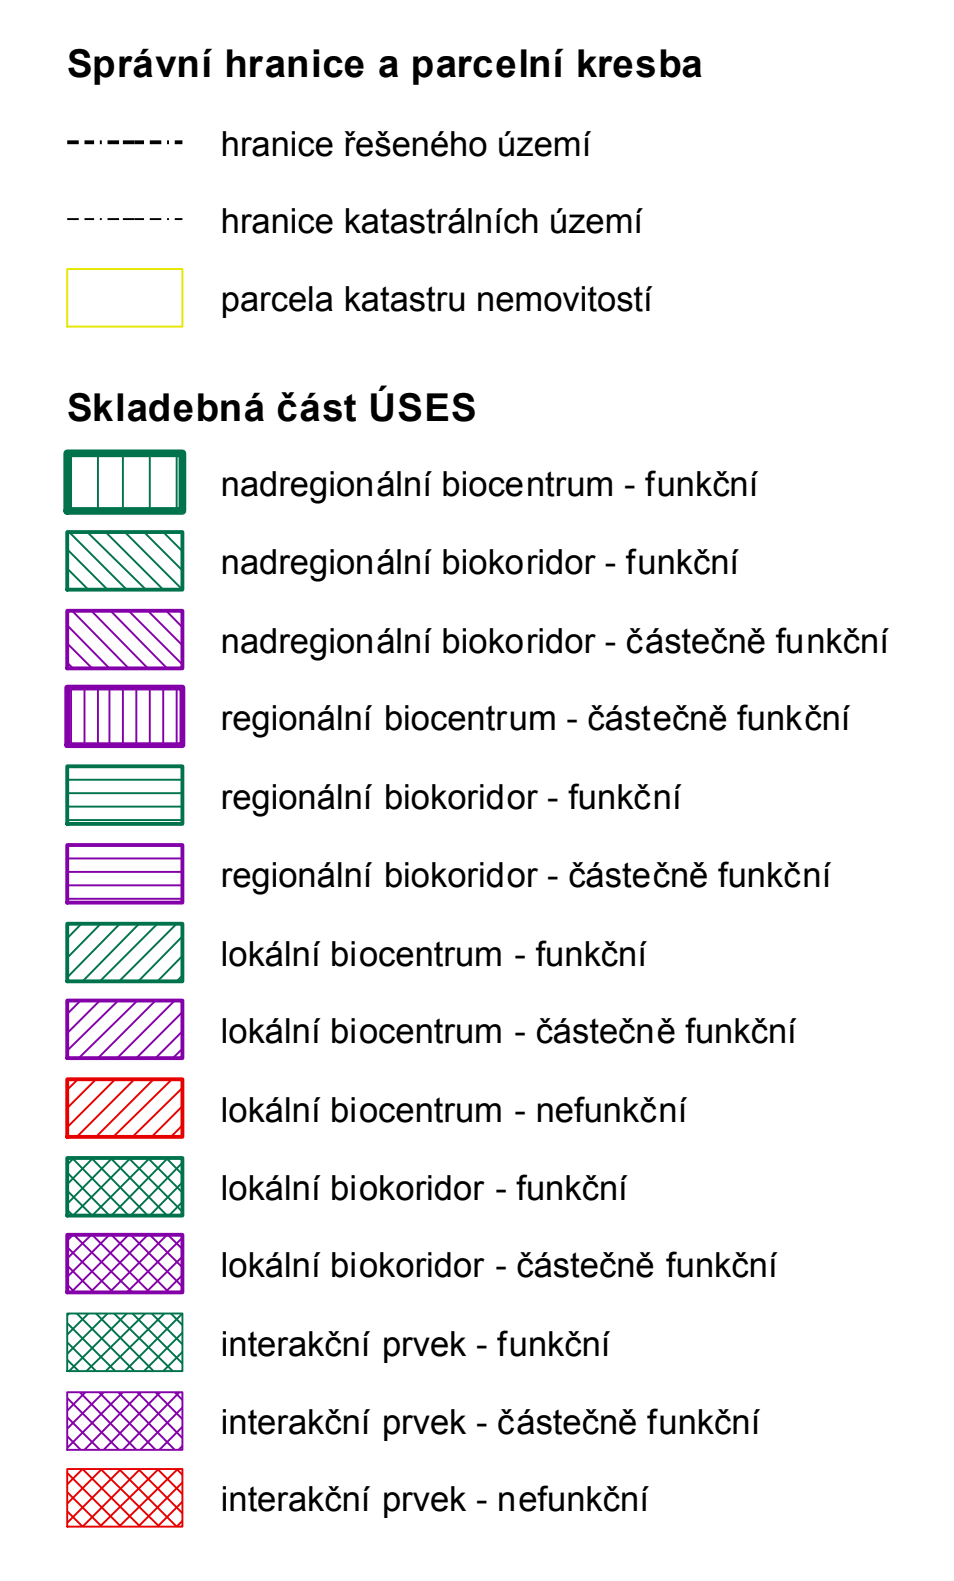 Správní hranice a parcelní kresba
hranice řešeného území
hranice katastrálních území
parcela katastru nemovitostí
Skladebná část ÚSES
nadregionální biocentrum - funkční
nadregionální biokoridor - funkční
nadregionální biokoridor - částečně funkční
regionální biocentrum - částečně funkční
regionální biokoridor - funkční
regionální biokoridor - částečně funkční
lokální biocentrum - funkční
lokální biocentrum - částečně funkční
lokální biocentrum - nefunkční
lokální biokoridor - funkční
lokální biokoridor - částečně funkční
interakční prvek - funkční
interakční prvek - částečně funkční
interakční prvek - nefunkční